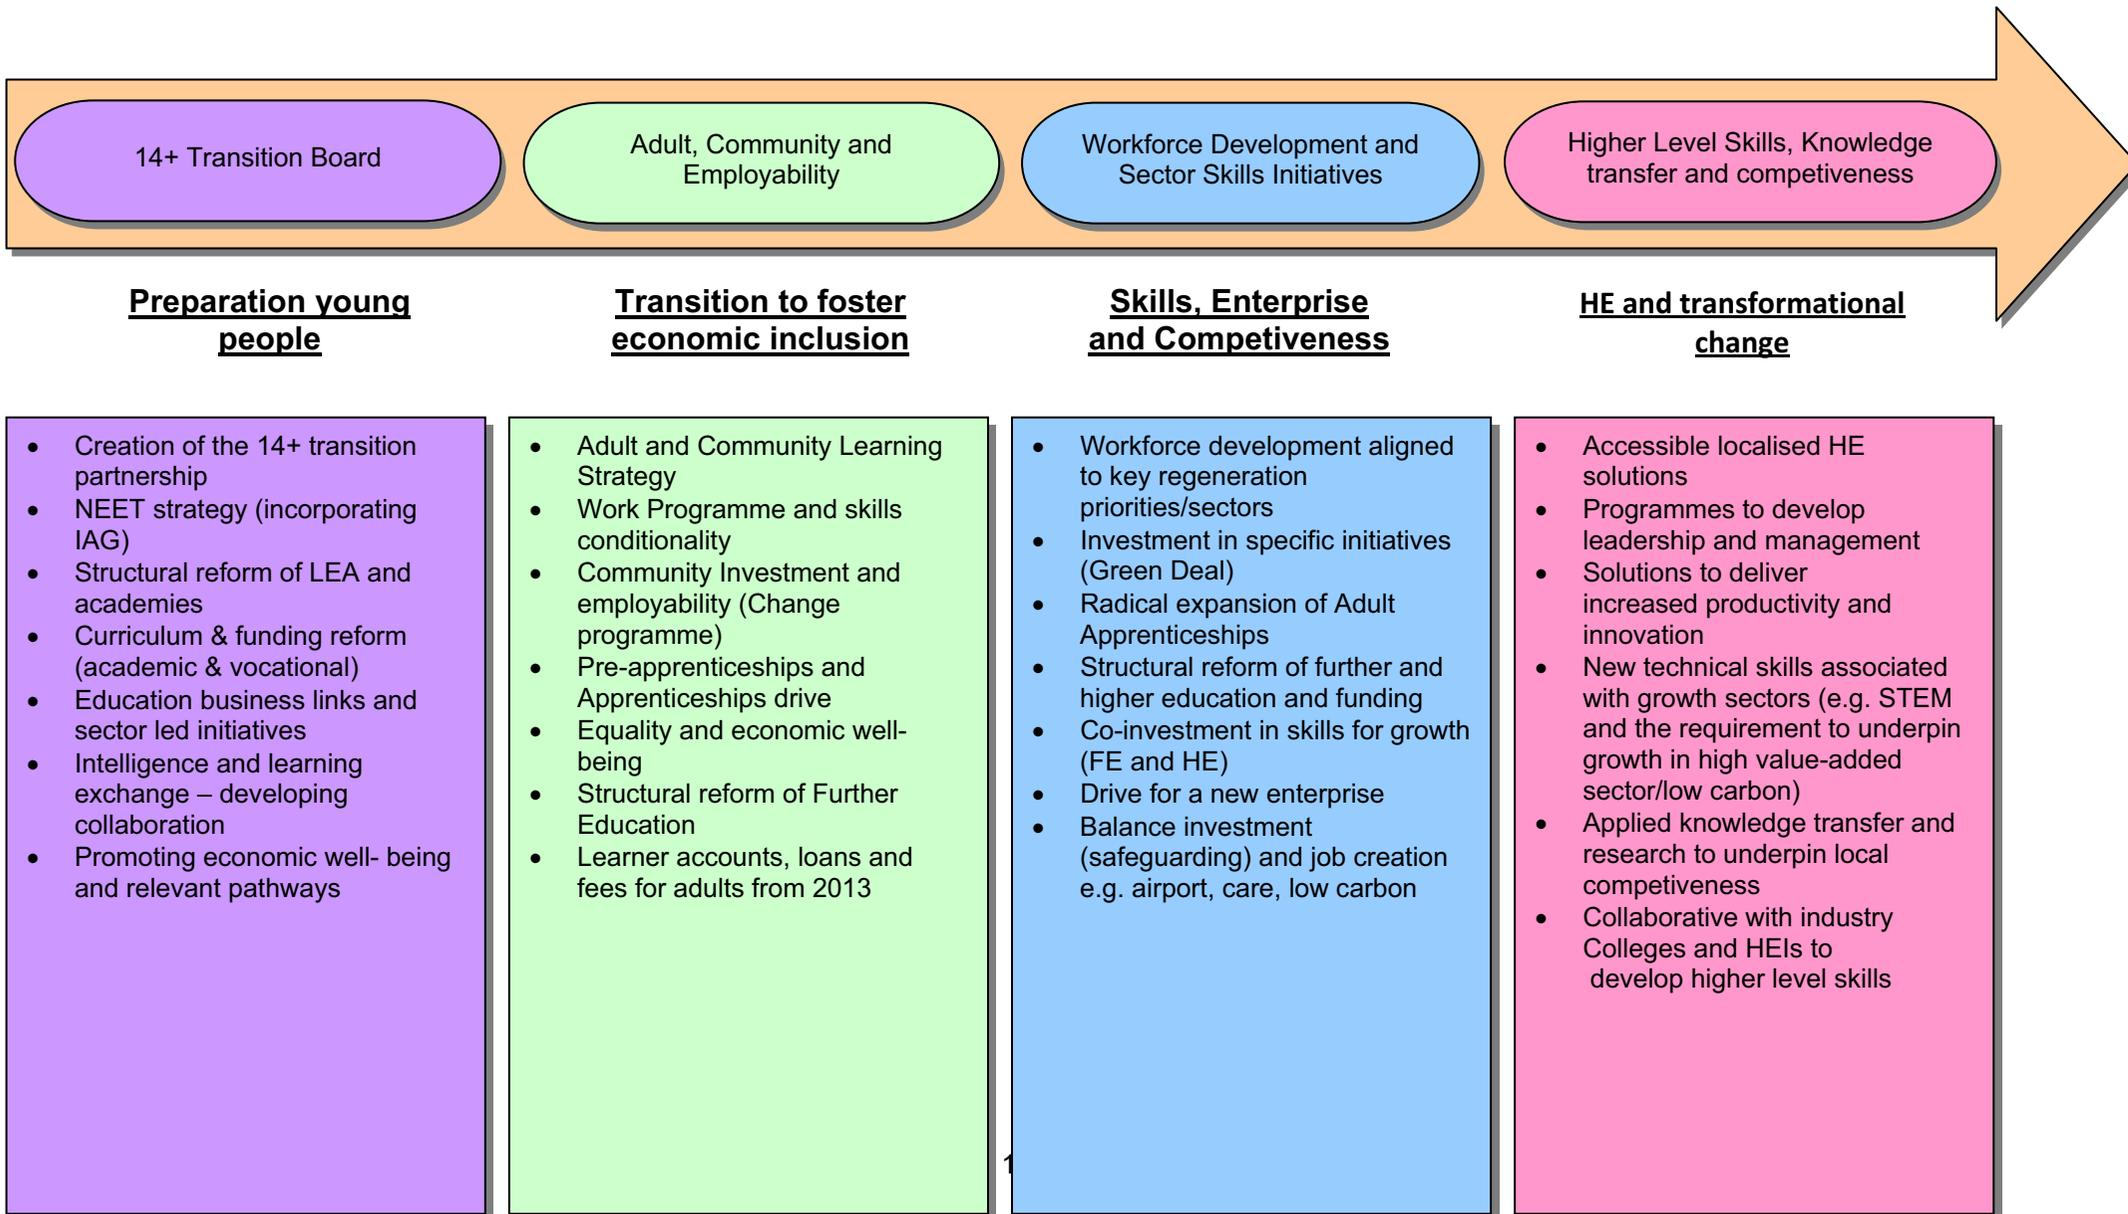 14+ Transition Board
Adult, Community and
Employability
Workforce Development and
Sector Skills Initiatives
Higher Level Skills, Knowledge
transfer and competiveness
Preparation young
people
Transition to foster
economic inclusion
Skills, Enterprise
and Competiveness
HE and transformational
change
• Creation of the 14+ transition
partnership
• NEET strategy (incorporating
IAG)
• Structural reform of LEA and
academies
• Curriculum & funding reform
(academic & vocational)
• Education business links and
sector led initiatives
• Intelligence and learning
exchange – developing
collaboration
• Promoting economic well- being
and relevant pathways
• Adult and Community Learning
Strategy
• Work Programme and skills
conditionality
• Community Investment and
employability (Change
programme)
• Pre-apprenticeships and
Apprenticeships drive
• Equality and economic well-
being
• Structural reform of Further
Education
• Learner accounts, loans and
fees for adults from 2013
• Workforce development aligned
to key regeneration
priorities/sectors
• Investment in specific initiatives
(Green Deal)
• Radical expansion of Adult
Apprenticeships
• Structural reform of further and
higher education and funding
• Co-investment in skills for growth
(FE and HE)
• Drive for a new enterprise
• Balance investment
(safeguarding) and job creation
e.g. airport, care, low carbon
• Accessible localised HE
solutions
• Programmes to develop
leadership and management
• Solutions to deliver
increased productivity and
innovation
• New technical skills associated
with growth sectors (e.g. STEM
and the requirement to underpin
growth in high value-added
sector/low carbon)
• Applied knowledge transfer and
research to underpin local
competiveness
• Collaborative with industry
Colleges and HEIs to
develop higher level skills